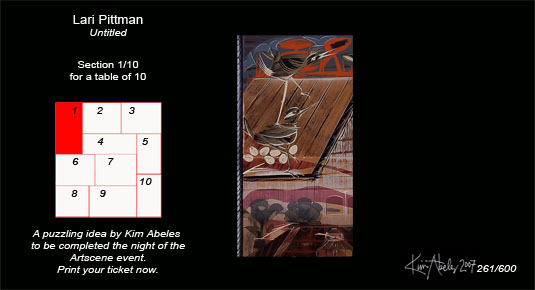 Lari Pittman
Untitled
Section 1/10
for a table of 10
1 2 3
4 5
6 7
10
8 9
A puzzling idea by Kim Abeles
to be completed the night of the
Artscene event.
Print your ticket now.
Kim Abeles 2007 261/600